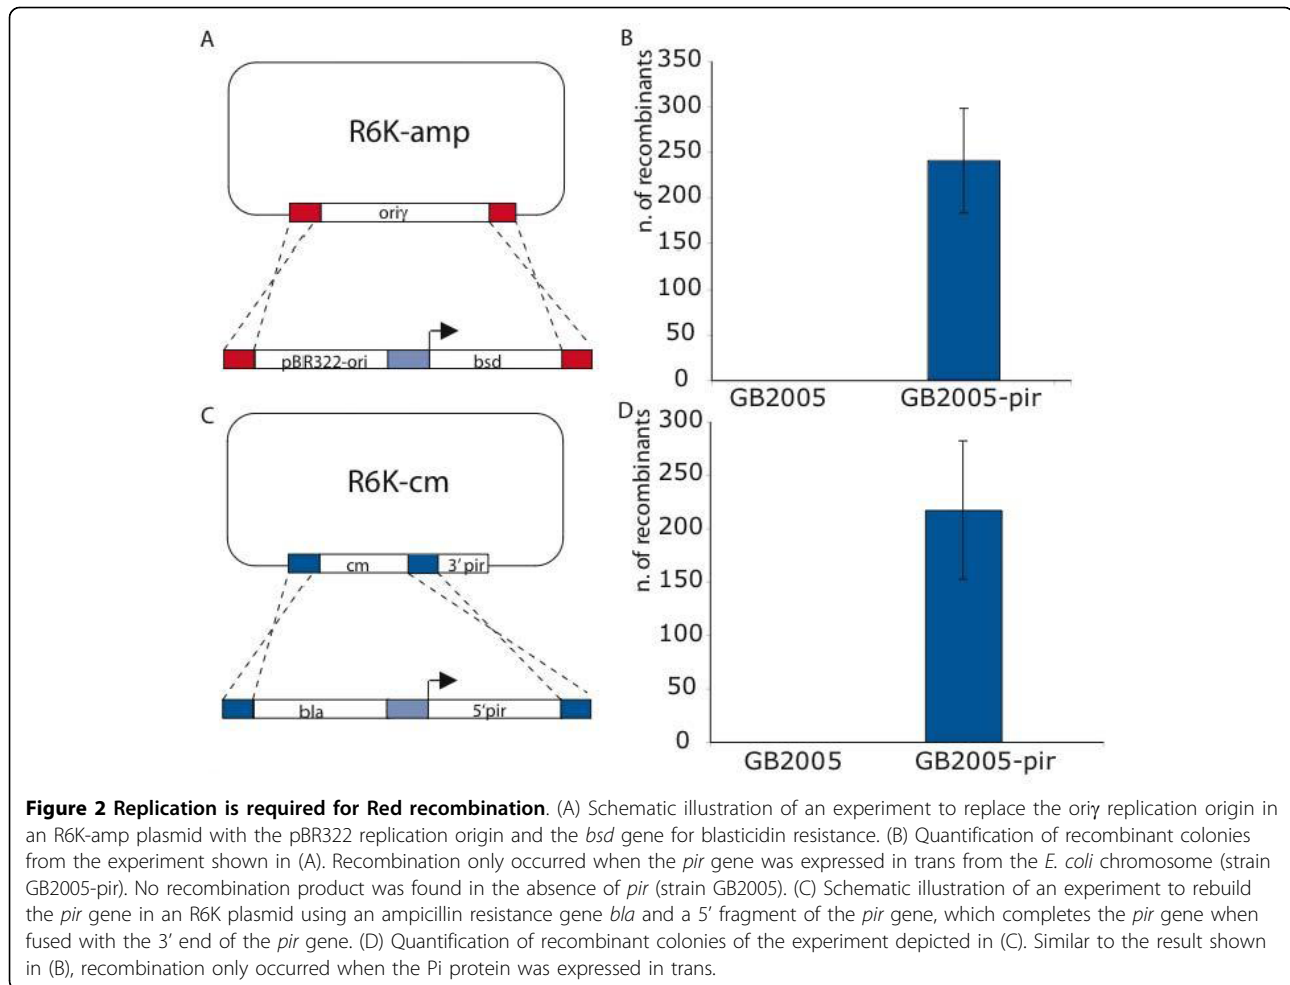 A
R6K-amp
oriγ
pBR322-ori
bsd
B
n. of recombinants
350
300
250
200
150
100
50
0
GB2005
GB2005-pir
C
R6K-cm
cm
3'pir
bla
5'pir
D
n. of recombinants
300
250
200
150
100
50
0
GB2005
GB2005-pir
Figure 2 Replication is required for Red recombination. (A) Schematic illustration of an experiment to replace the oriγ replication origin in
an R6K-amp plasmid with the pBR322 replication origin and the bsd gene for blasticidin resistance. (B) Quantification of recombinant colonies
from the experiment shown in (A). Recombination only occurred when the pir gene was expressed in trans from the E. coli chromosome (strain
GB2005-pir). No recombination product was found in the absence of pir (strain GB2005). (C) Schematic illustration of an experiment to rebuild
the pir gene in an R6K plasmid using an ampicillin resistance gene bla and a 5' fragment of the pir gene, which completes the pir gene when
fused with the 3' end of the pir gene. (D) Quantification of recombinant colonies of the experiment depicted in (C). Similar to the result shown
in (B), recombination only occurred when the Pi protein was expressed in trans.